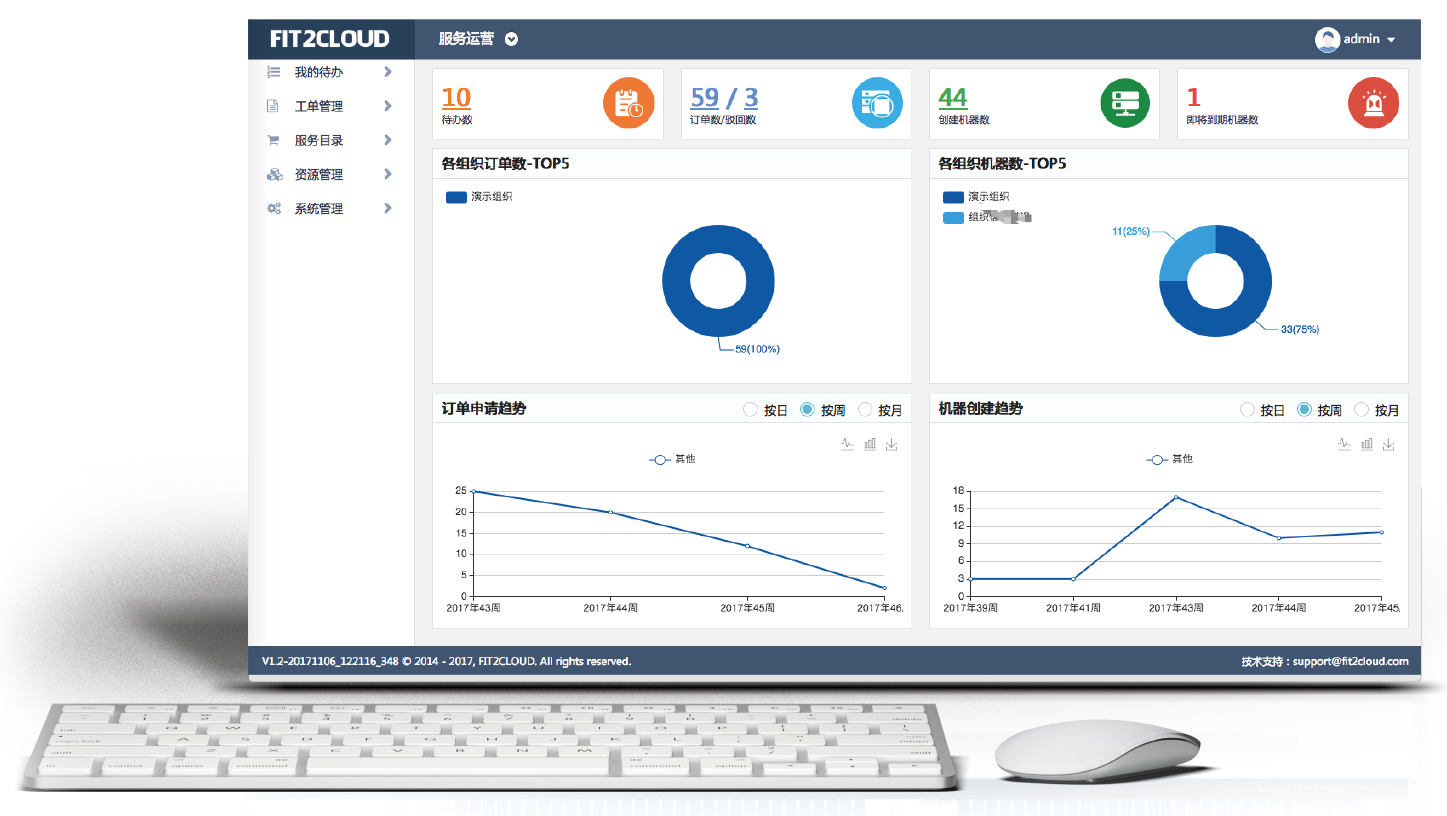 FIT2CLOUD
服务运营
admin
我的待办
工单管理
服务目录
资源管理
系统管理
10
待办数
59 / 3
订单数/驳回数
44
创建机器数
1
即将到期机器数
各组织订单数-TOP5
演示组织
59(100%)
各组织机器数-TOP5
演示组织
组织
11(25%)
33(75%)
订单申请趋势
按日 按周 按月
其他
25
20
15
10
5
0
2017年43周 2017年44周 2017年45周 2017年46.
机器创建趋势
按日 按周 按月
其他
18
15
12
9
6
3
0
2017年39周 2017年41周 2017年43周 2017年44周 2017年45.
V1.2-20171106_122116_348 © 2014 - 2017, FIT2CLOUD. All rights reserved.
技术支持：support@fit2cloud.com